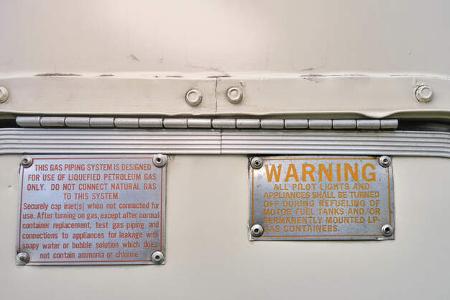 THIS GAS PIPING SYSTEM IS DESIGNED
FOR USE OF LIQUEFIED PETROLEUM GAS
ONLY. DO NOT CONNECT NATURAL GAS
TO THIS SYSTEM.
Securely cap inlet(s) when not connected for
use. After turning on gas, except after normal
container replacement, test gas piping and
connections to appliances for leakage with
soapy water or bubble solution which does
not contain ammonia or chlorine.
WARNING
ALL PILOT LIGHTS AND
APPLIANCES SHALL BE TURNED
OFF DURING REFUELING OF
MOTOR FUEL TANKS AND/OR
PERMANENTLY MOUNTED LP-
GAS CONTAINERS.